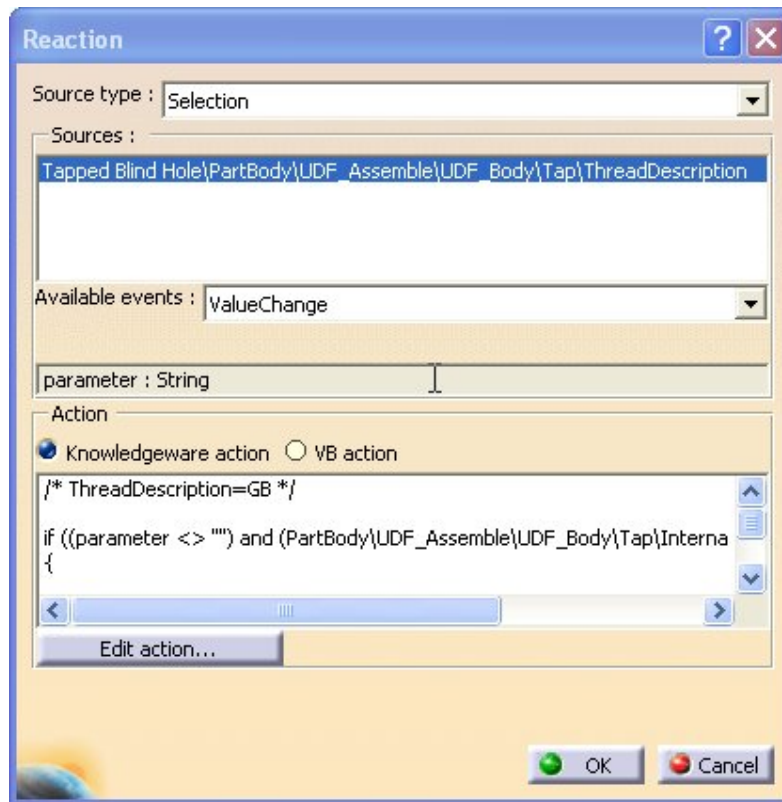 Reaction
Source type : Selection
Sources :
Tapped Blind Hole\PartBody\UDF_Assemble\UDF_Body\Tap\ThreadDescription
Available events : ValueChange
parameter : String
Action
Knowledgeware action VB action
/* ThreadDescription=GB */
if ((parameter <> "") and (PartBody\UDF_Assemble\UDF_Body\Tap\Interna
{
Edit action...
OK Cancel